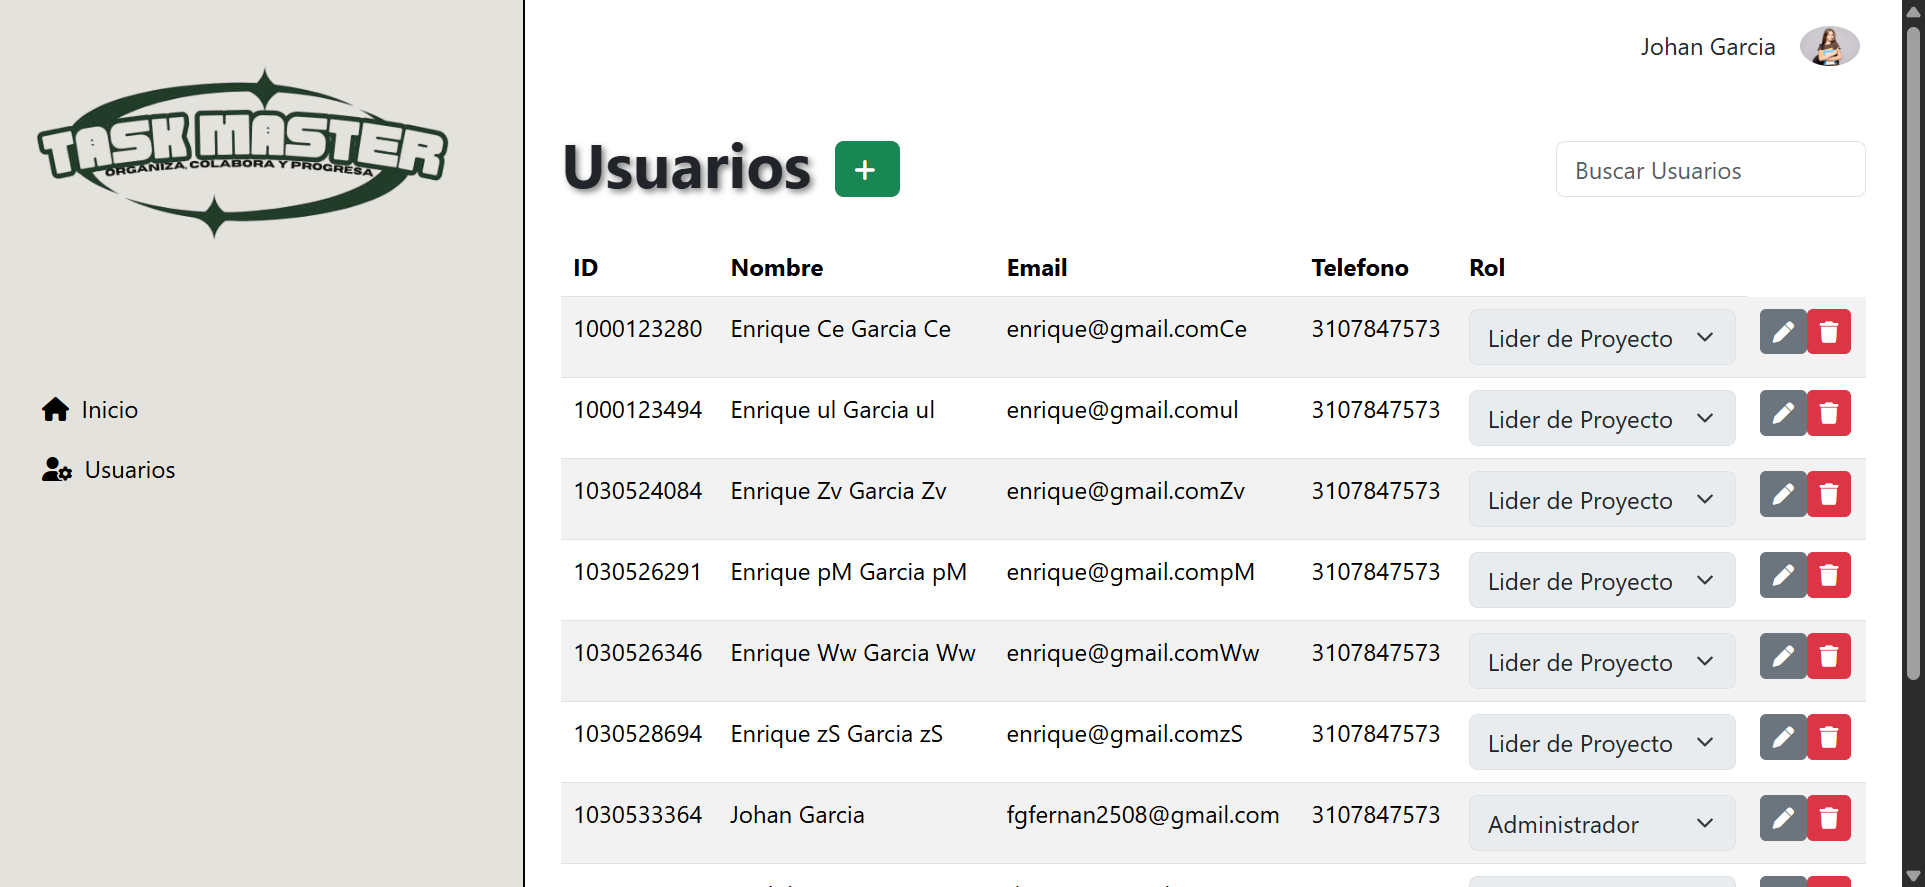 Johan Garcia
TASK MASTER
ORGANIZA, COLABORA Y PROGRESA
Inicio
Usuarios
Usuarios +
Buscar Usuarios
ID Nombre Email Telefono Rol
1000123280 Enrique Ce Garcia Ce enrique@gmail.comCe 3107847573 Lider de Proyecto
1000123494 Enrique ul Garcia ul enrique@gmail.comul 3107847573 Lider de Proyecto
1030524084 Enrique Zv Garcia Zv enrique@gmail.comZv 3107847573 Lider de Proyecto
1030526291 Enrique pM Garcia pM enrique@gmail.compM 3107847573 Lider de Proyecto
1030526346 Enrique Ww Garcia Ww enrique@gmail.comWw 3107847573 Lider de Proyecto
1030528694 Enrique zS Garcia zS enrique@gmail.comzS 3107847573 Lider de Proyecto
1030533364 Johan Garcia fgfernan2508@gmail.com 3107847573 Administrador